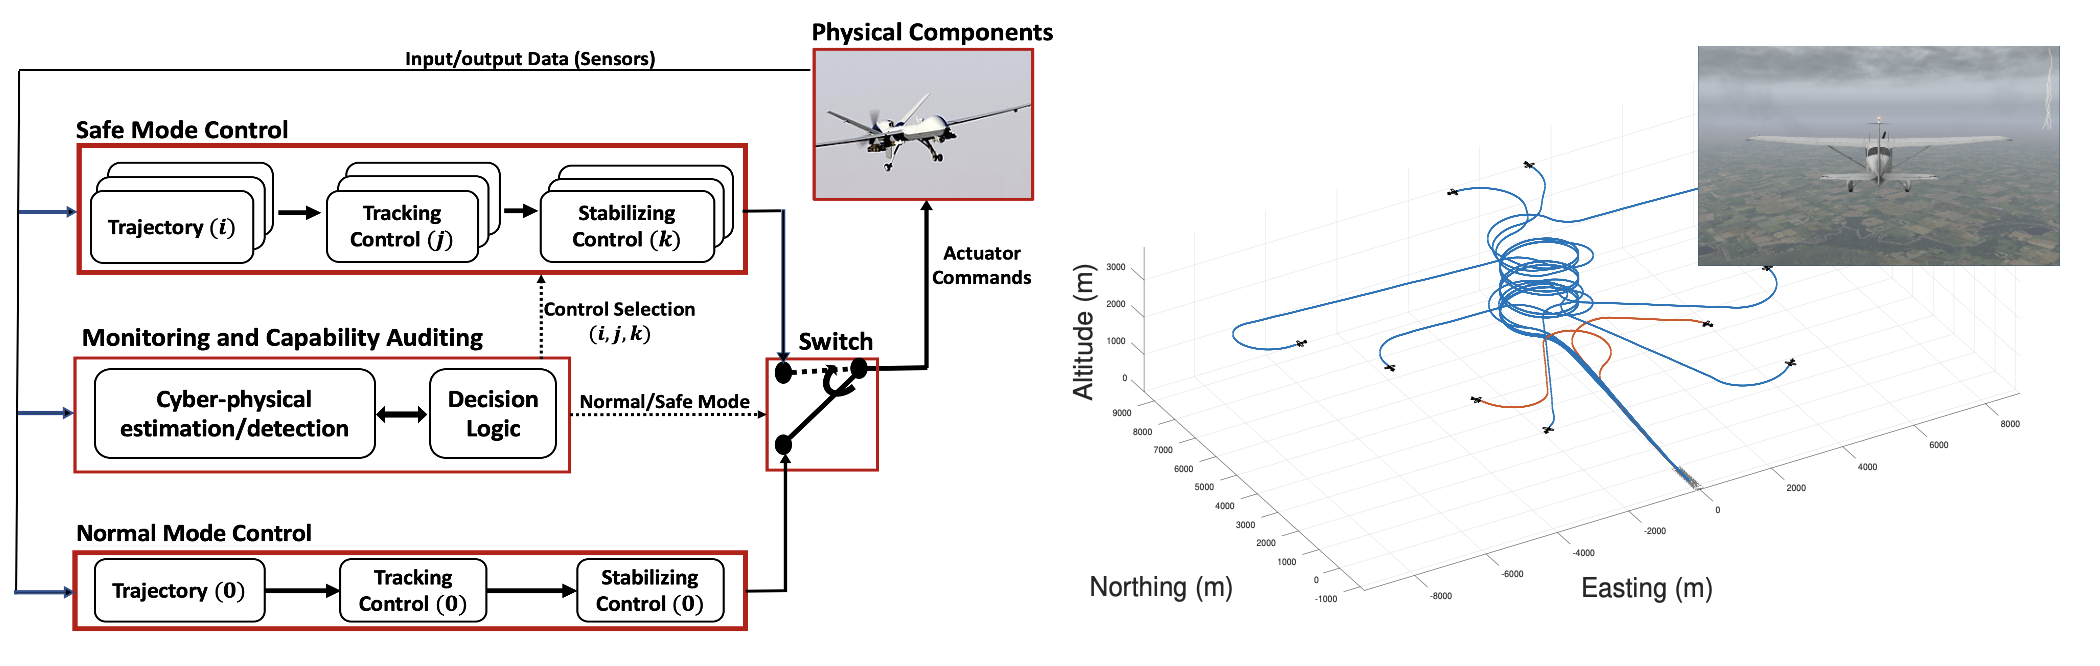 Physical Components
Input/output Data (Sensors)
Safe Mode Control
Trajectory (i)
Tracking
Control (j)
Stabilizing
Control (k)
Actuator
Commands
Control Selection
(i, j, k)
Monitoring and Capability Auditing
Cyber-physical
estimation/detection
Decision
Logic
Normal/Safe Mode
Switch
Normal Mode Control
Trajectory (0)
Tracking
Control (0)
Stabilizing
Control (0)
Altitude (m)
3000
2000
1000
0
9000
8000
7000
6000
5000
4000
3000
2000
1000
0
-1000
Northing (m)
-8000
-6000
-4000
-2000
0
2000
4000
6000
8000
Easting (m)